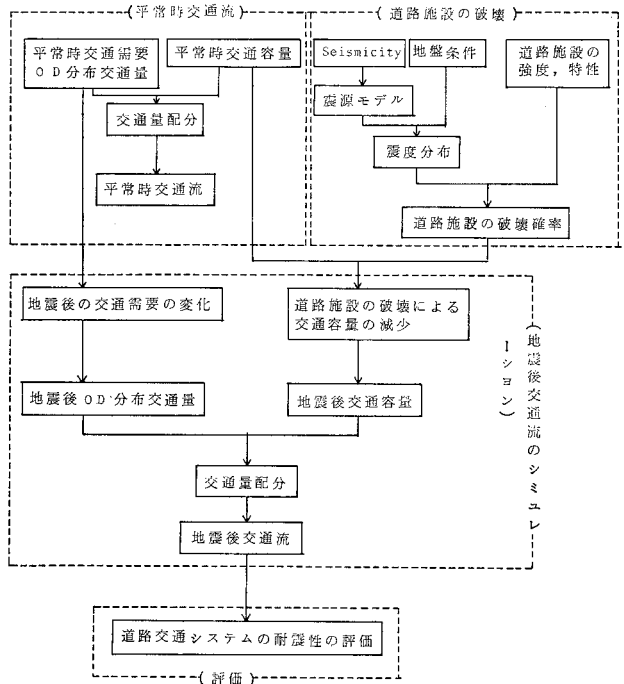 (平常時交通流)
(道路施設の破壊)
平常時交通需要
OD分布交通量
平常時交通容量
Seismicity
地盤条件
道路施設の
強度,特性
交通量配分
震源モデル
平常時交通流
震度分布
道路施設の破壊確率
地震後の交通需要の変化
道路施設の破壊による
交通容量の減少
(地震後交通流のシミュレ
ーション)
地震後OD分布交通量
地震後交通容量
交通量配分
地震後交通流
道路交通システムの耐震性の評価
(評価)